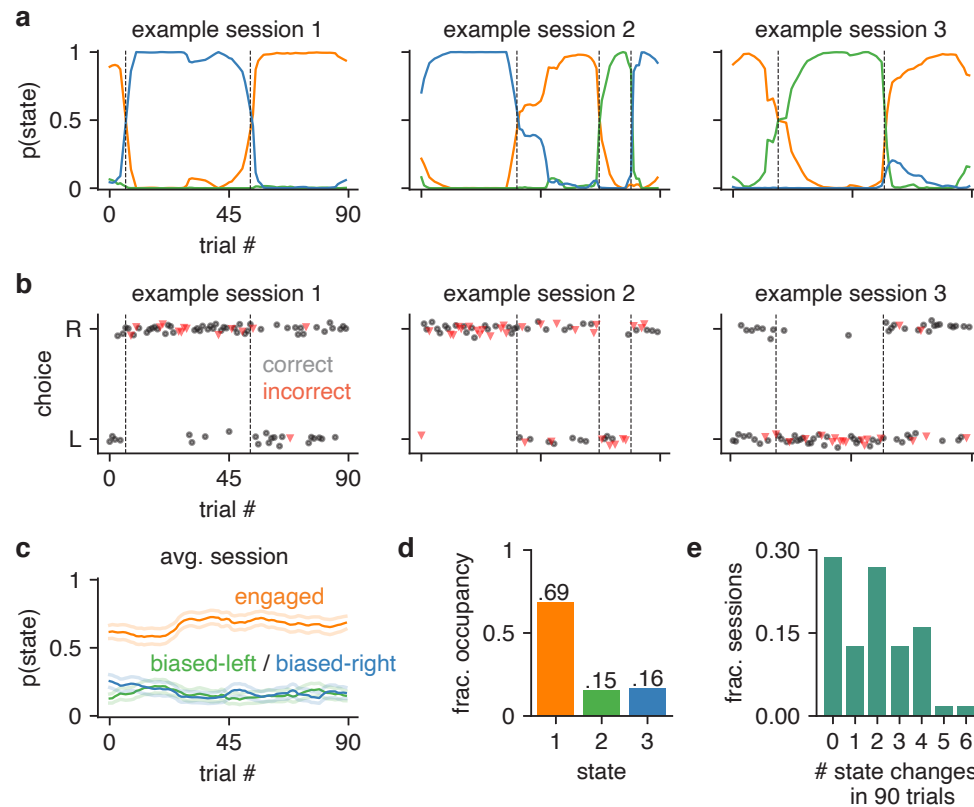 a
example session 1
example session 2
example session 3
p(state)
1
0.5
0
0
45
90
trial #
b
example session 1
example session 2
example session 3
choice
R
L
correct
incorrect
0
45
90
trial #
c
avg. session
p(state)
1
0.5
0
engaged
biased-left / biased-right
0
45
90
trial #
d
frac. occupancy
1
0.5
0
.69
.15
.16
1
2
3
state
e
frac. sessions
0.30
0.15
0.00
0
1
2
3
4
5
6
# state changes
in 90 trials